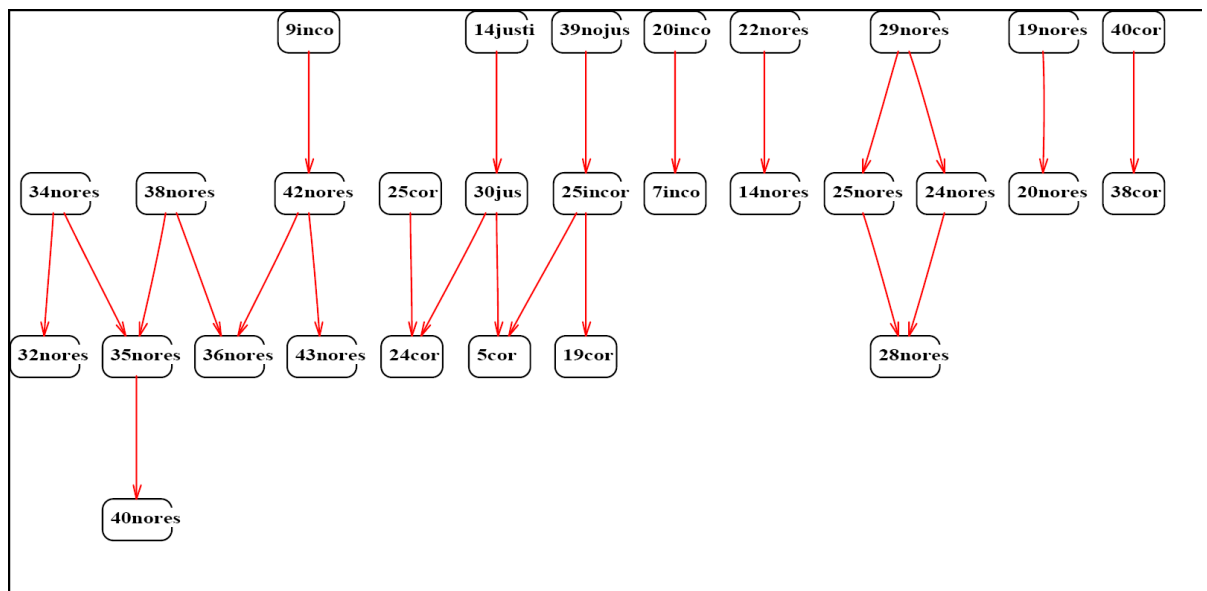 9inco 14justi 39nojus 20inco 22nores 29nores 19nores 40cor
34nores 38nores 42nores 25cor 30jus 25incor 7inco 14nores 25nores 24nores 20nores 38cor
32nores 35nores 36nores 43nores 24cor 5cor 19cor 28nores
40nores